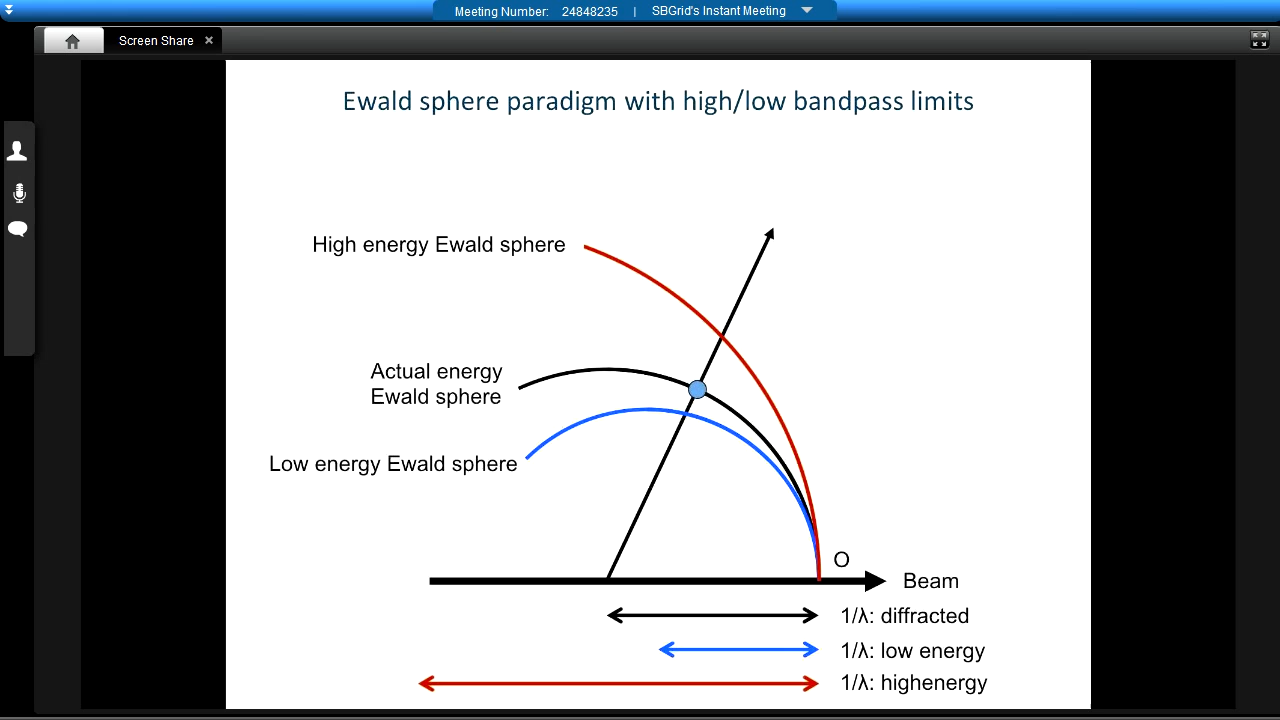 Meeting Number: 24848235 | SBGrid's Instant Meeting
Screen Share
Ewald sphere paradigm with high/low bandpass limits
High energy Ewald sphere
Actual energy
Ewald sphere
Low energy Ewald sphere
O
Beam
1/λ: diffracted
1/λ: low energy
1/λ: highenergy